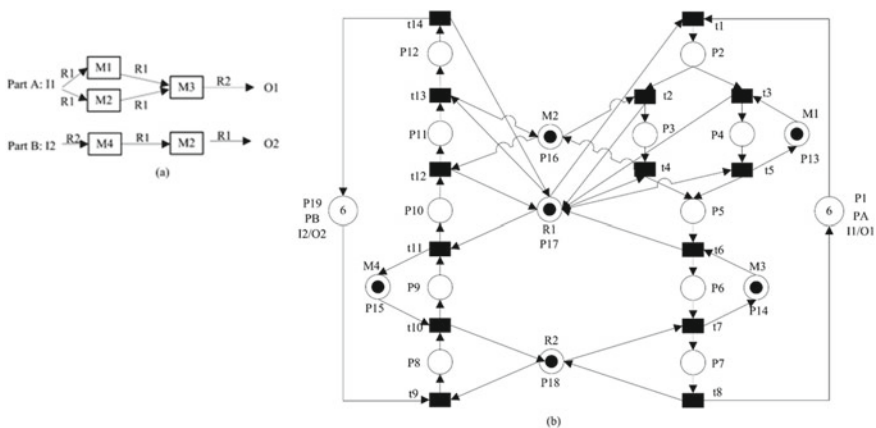 Part A: I1
R1
R1
M1
M2
R1
R1
M3
R2
O1
Part B: I2
R2
M4
R1
M2
R1
O2
(a)
t14
P12
t13
P11
t12
P10
t11
P9
t10
P8
t9
P19
PB
I2/O2
6
M4
P15
M2
P16
R1
P17
R2
P18
t1
P2
t2
t3
P3
P4
t4
t5
M1
P13
P5
t6
P6
M3
P14
t7
P7
t8
6
P1
PA
I1/O1
(b)